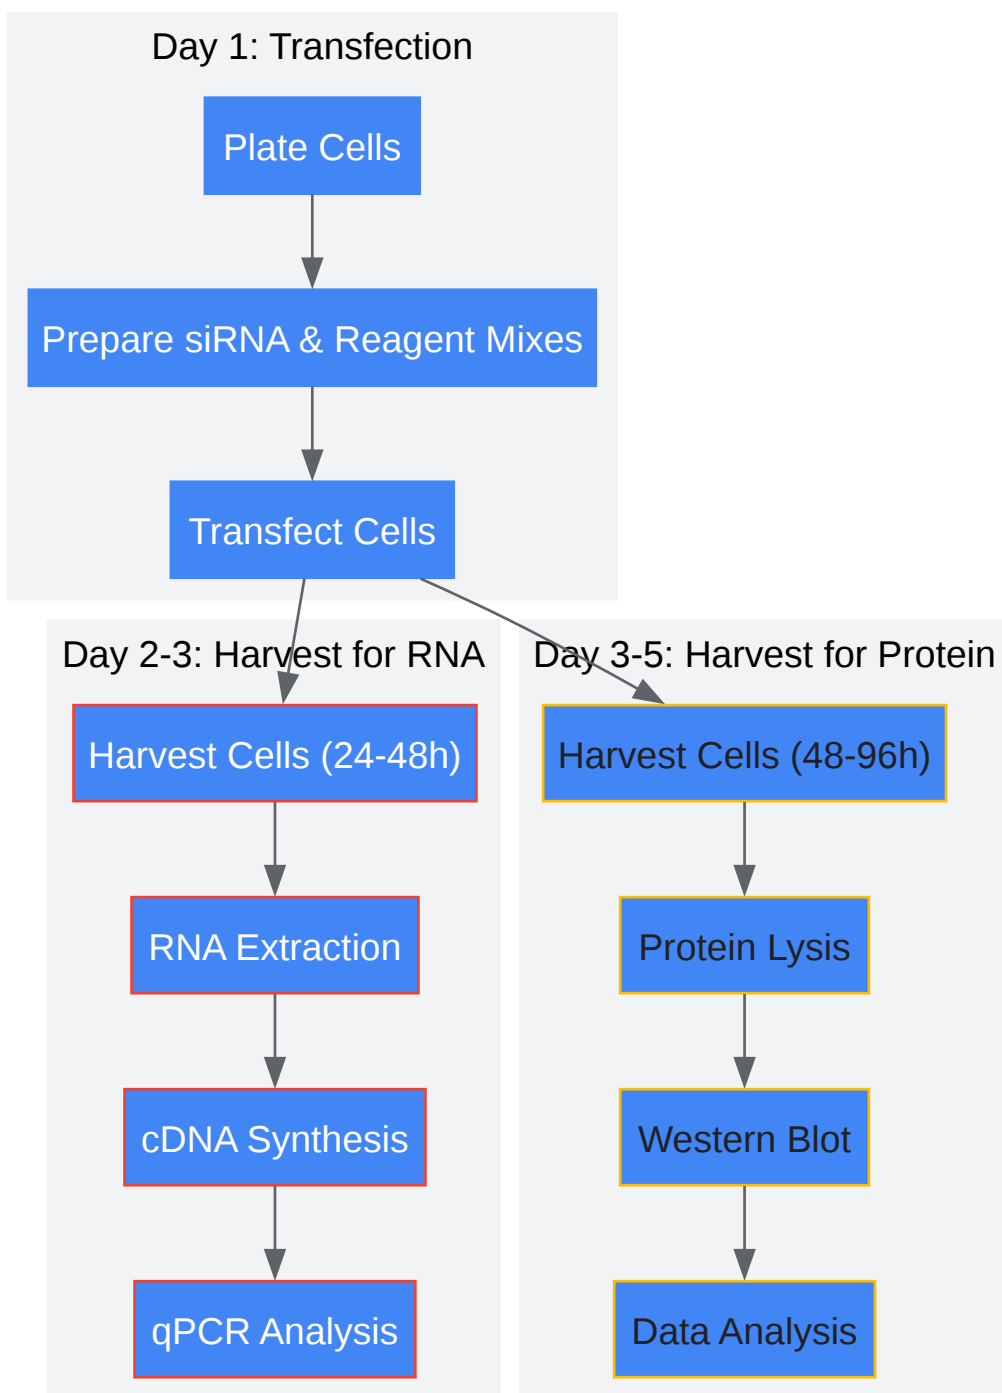 Day 1: Transfection
Plate Cells
Prepare siRNA & Reagent Mixes
Transfect Cells
Day 2-3: Harvest for RNA
Harvest Cells (24-48h)
RNA Extraction
cDNA Synthesis
qPCR Analysis
Day 3-5: Harvest for Protein
Harvest Cells (48-96h)
Protein Lysis
Western Blot
Data Analysis